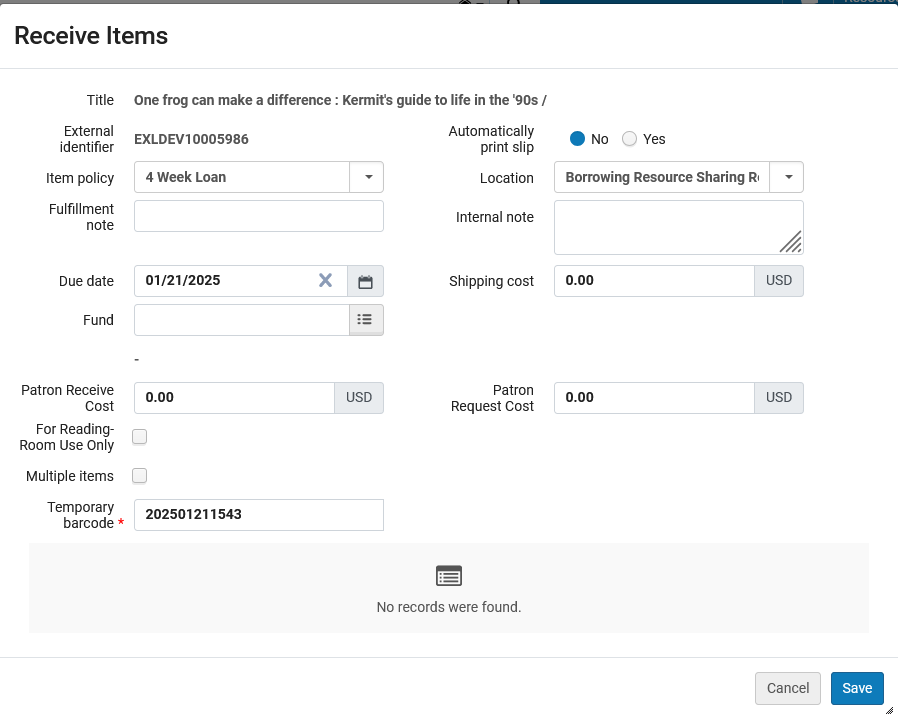 Receive Items
Title One frog can make a difference : Kermit's guide to life in the '90s /
External identifier EXLDEV10005986
Automatically print slip No Yes
Item policy 4 Week Loan
Location Borrowing Resource Sharing
Fulfillment note
Internal note
Due date 01/21/2025
Shipping cost 0.00 USD
Fund
-
Patron Receive Cost 0.00 USD
Patron Request Cost 0.00 USD
For Reading-Room Use Only
Multiple items
Temporary barcode * 202501211543
No records were found.
Cancel Save